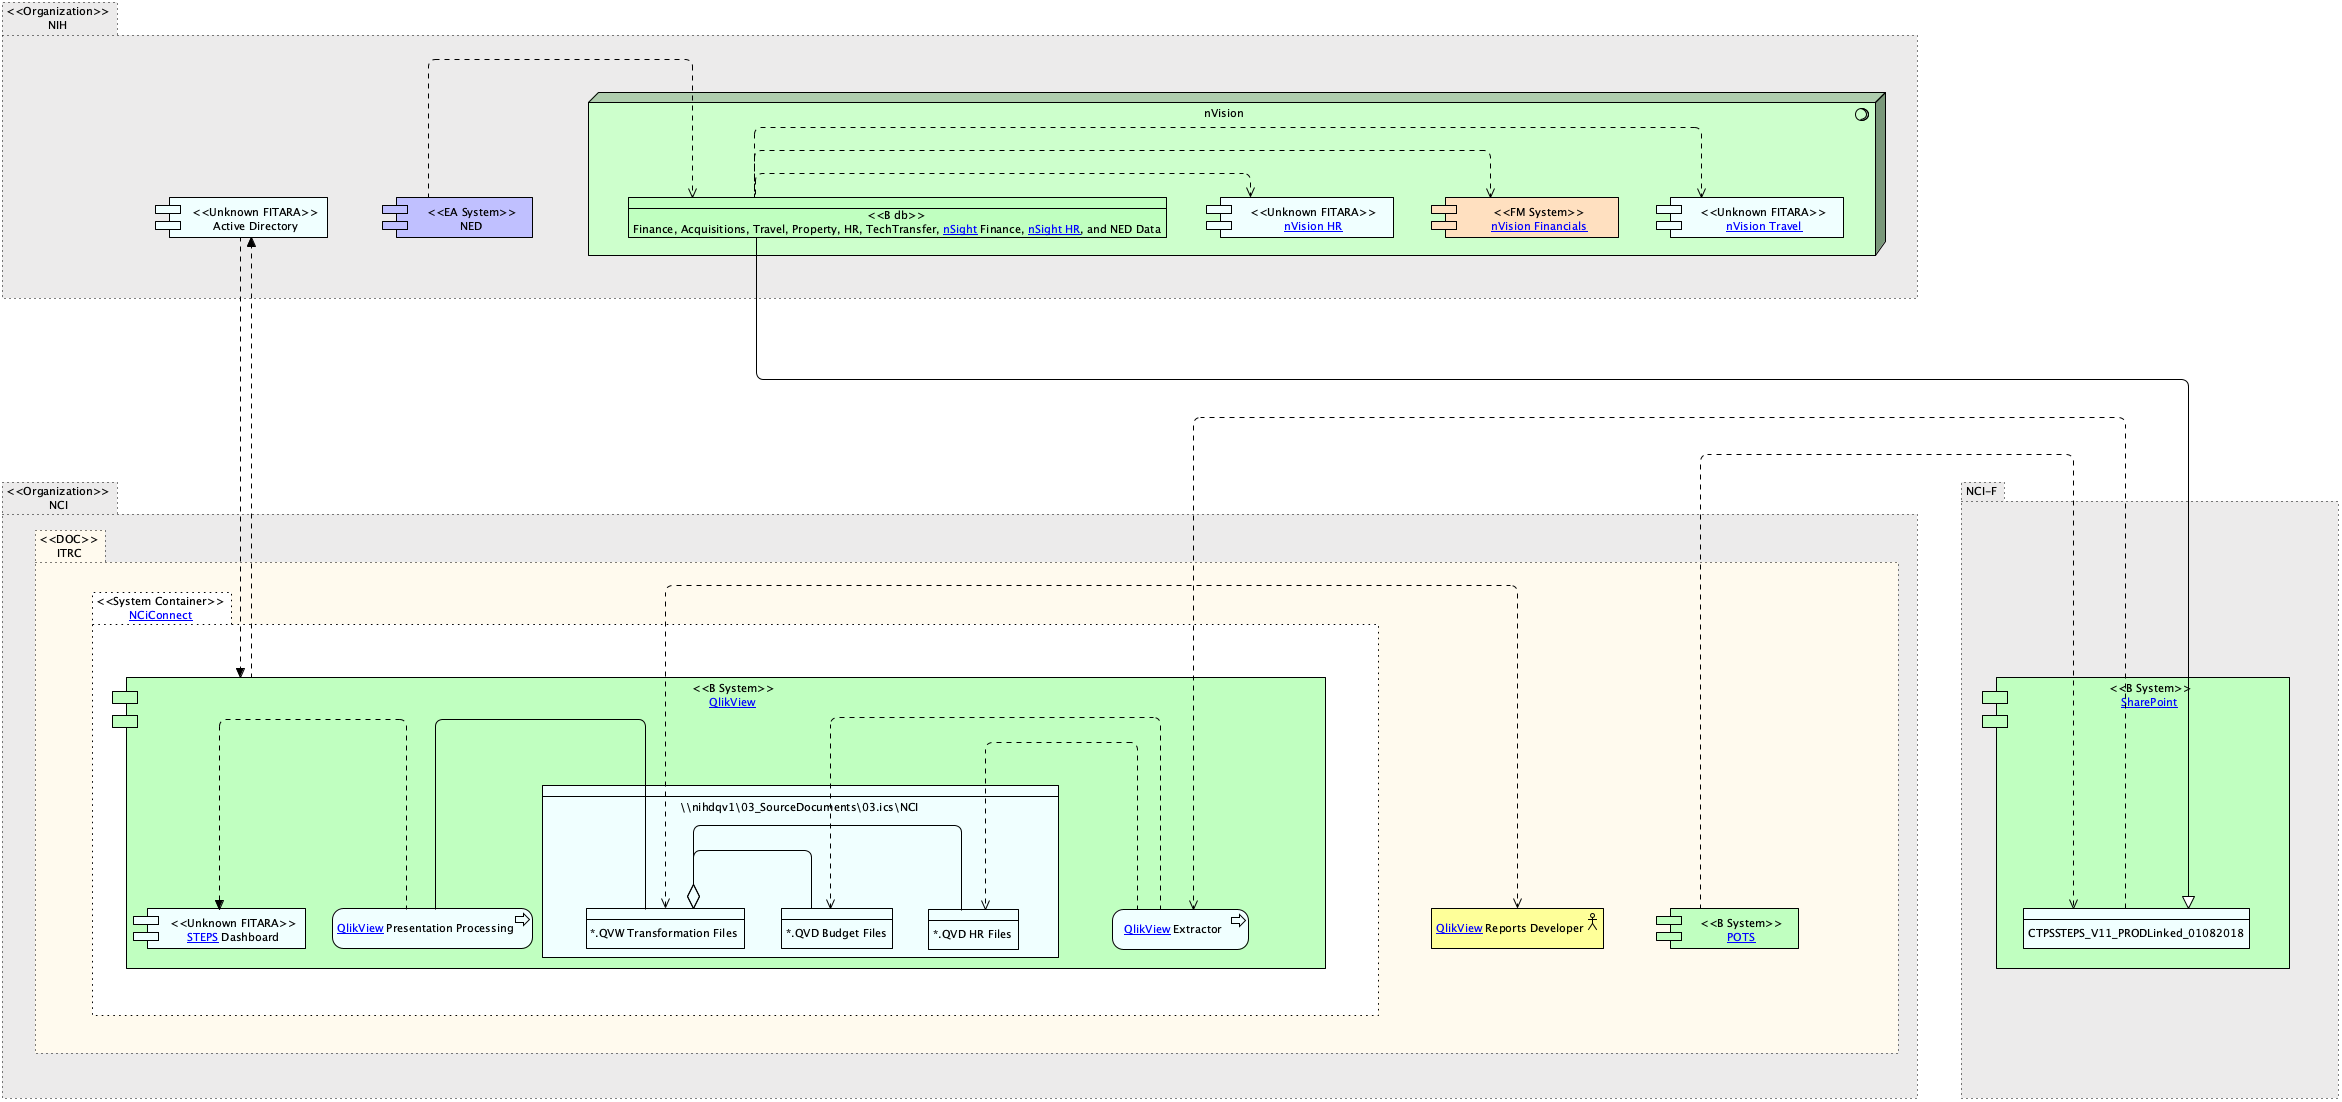 <<Organization>>
NIH
nVision
<<Unknown FITARA>>
Active Directory
<<EA System>>
NED
<<B db>>
Finance, Acquisitions, Travel, Property, HR, TechTransfer, nSight Finance, nSight HR, and NED Data
<<Unknown FITARA>>
nVision HR
<<FM System>>
nVision Financials
<<Unknown FITARA>>
nVision Travel
<<Organization>>
NCI
NCI-F
<<DOC>>
ITRC
<<System Container>>
NCiConnect
<<B System>>
QlikView
<<B System>>
SharePoint
\\nihdqv1\03_SourceDocuments\03.ics\NCI
<<Unknown FITARA>>
STEPS Dashboard
QlikView Presentation Processing
*.QVW Transformation Files
*.QVD Budget Files
*.QVD HR Files
QlikView Extractor
QlikView Reports Developer
<<B System>>
POTS
CTPSSTEPS_V11_PRODLinked_01082018